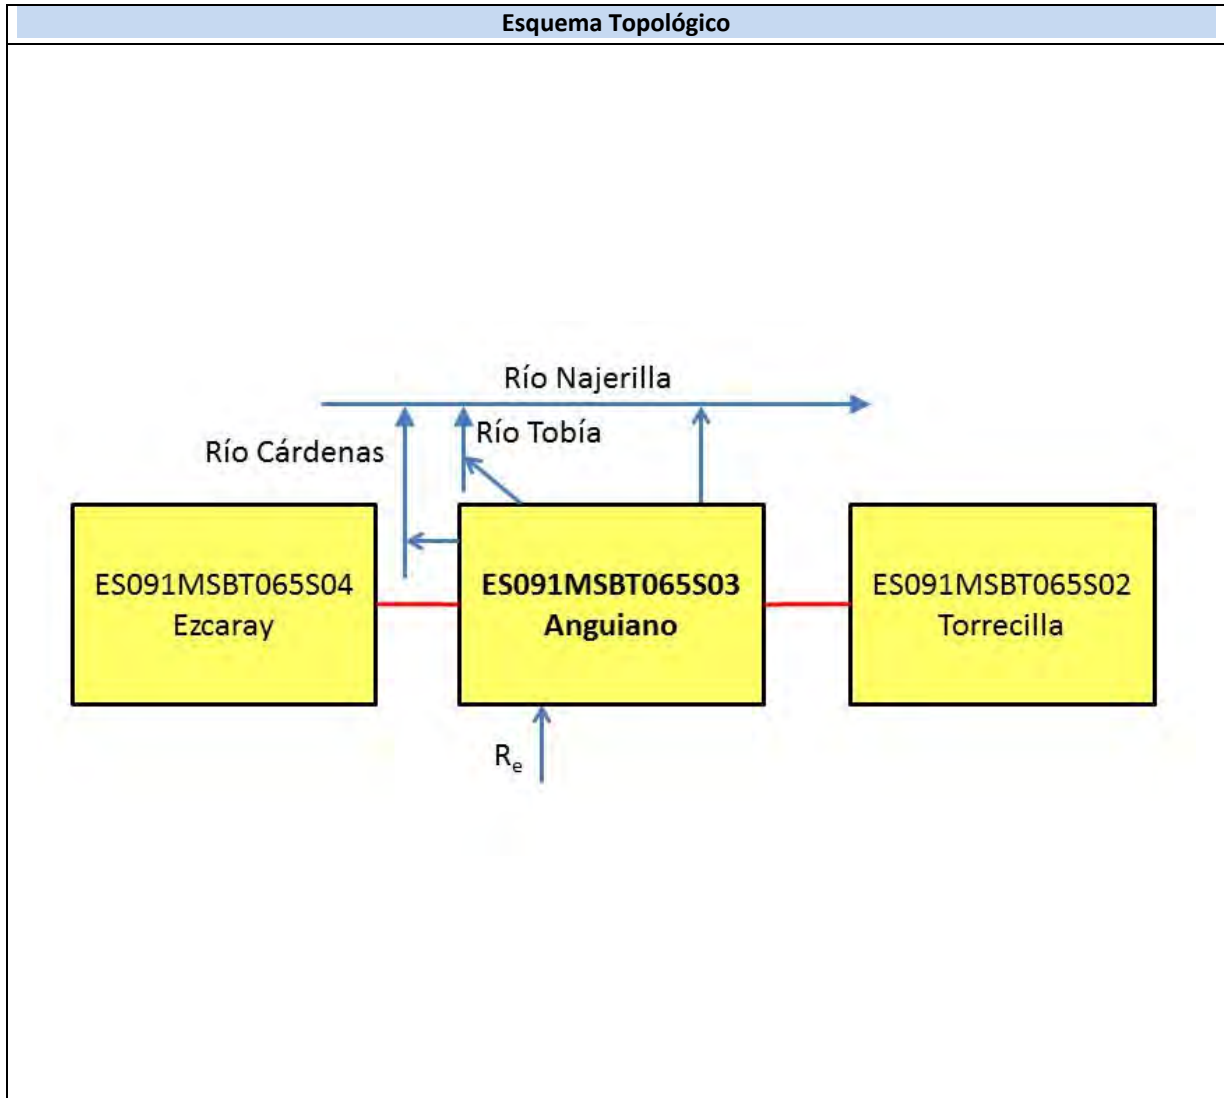 Esquema Topológico
Río Najerilla
Río Tobía
Río Cárdenas
ES091MSBT065S04
Ezcaray
ES091MSBT065S03
Anguiano
ES091MSBT065S02
Torrecilla
Re